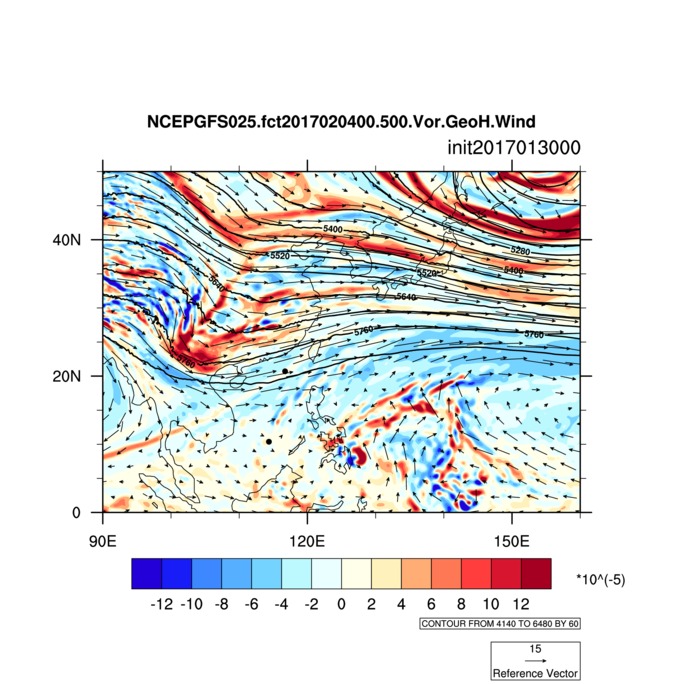 NCEPGFS025.fct2017020400.500.Vor.GeoH.Wind
init2017013000
40N
20N
0
90E 120E 150E
5400
5520
5280
5400
5520
5640
5640
5760
5760
5760
-12 -10 -8 -6 -4 -2 0 2 4 6 8 10 12
*10^(-5)
CONTOUR FROM 4140 TO 6480 BY 60
15
Reference Vector